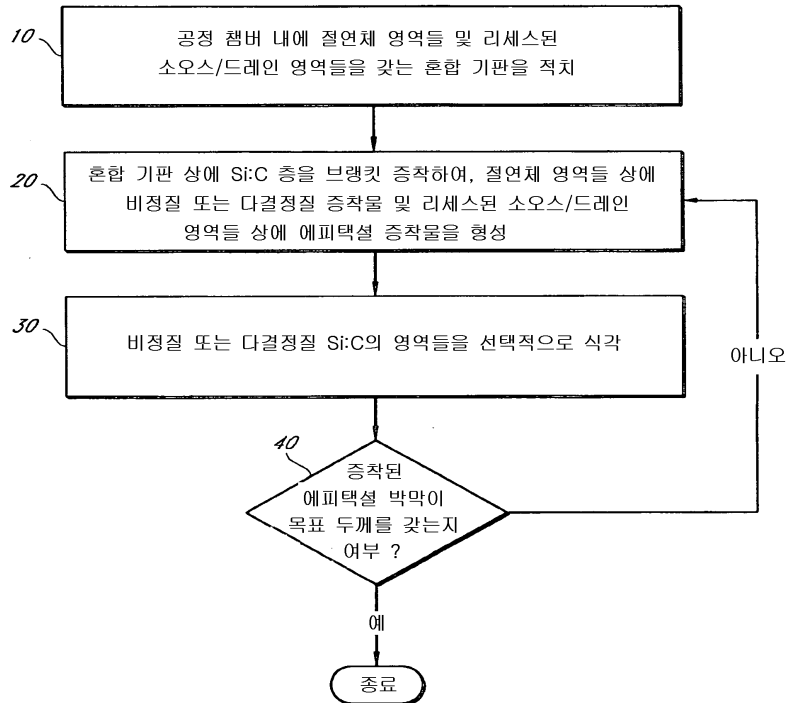 10
공정 챔버 내에 절연체 영역들 및 리세스된
소오스/드레인 영역들을 갖는 혼합 기판을 적치
20
혼합 기판 상에 Si:C 층을 브랭킷 증착하여, 절연체 영역들 상에
비정질 또는 다결정질 증착물 및 리세스된 소오스/드레인
영역들 상에 에피택셜 증착물을 형성
30
비정질 또는 다결정질 Si:C의 영역들을 선택적으로 식각
아니오
40
증착된
에피택셜 박막이
목표 두께를 갖는지
여부 ?
예
종료